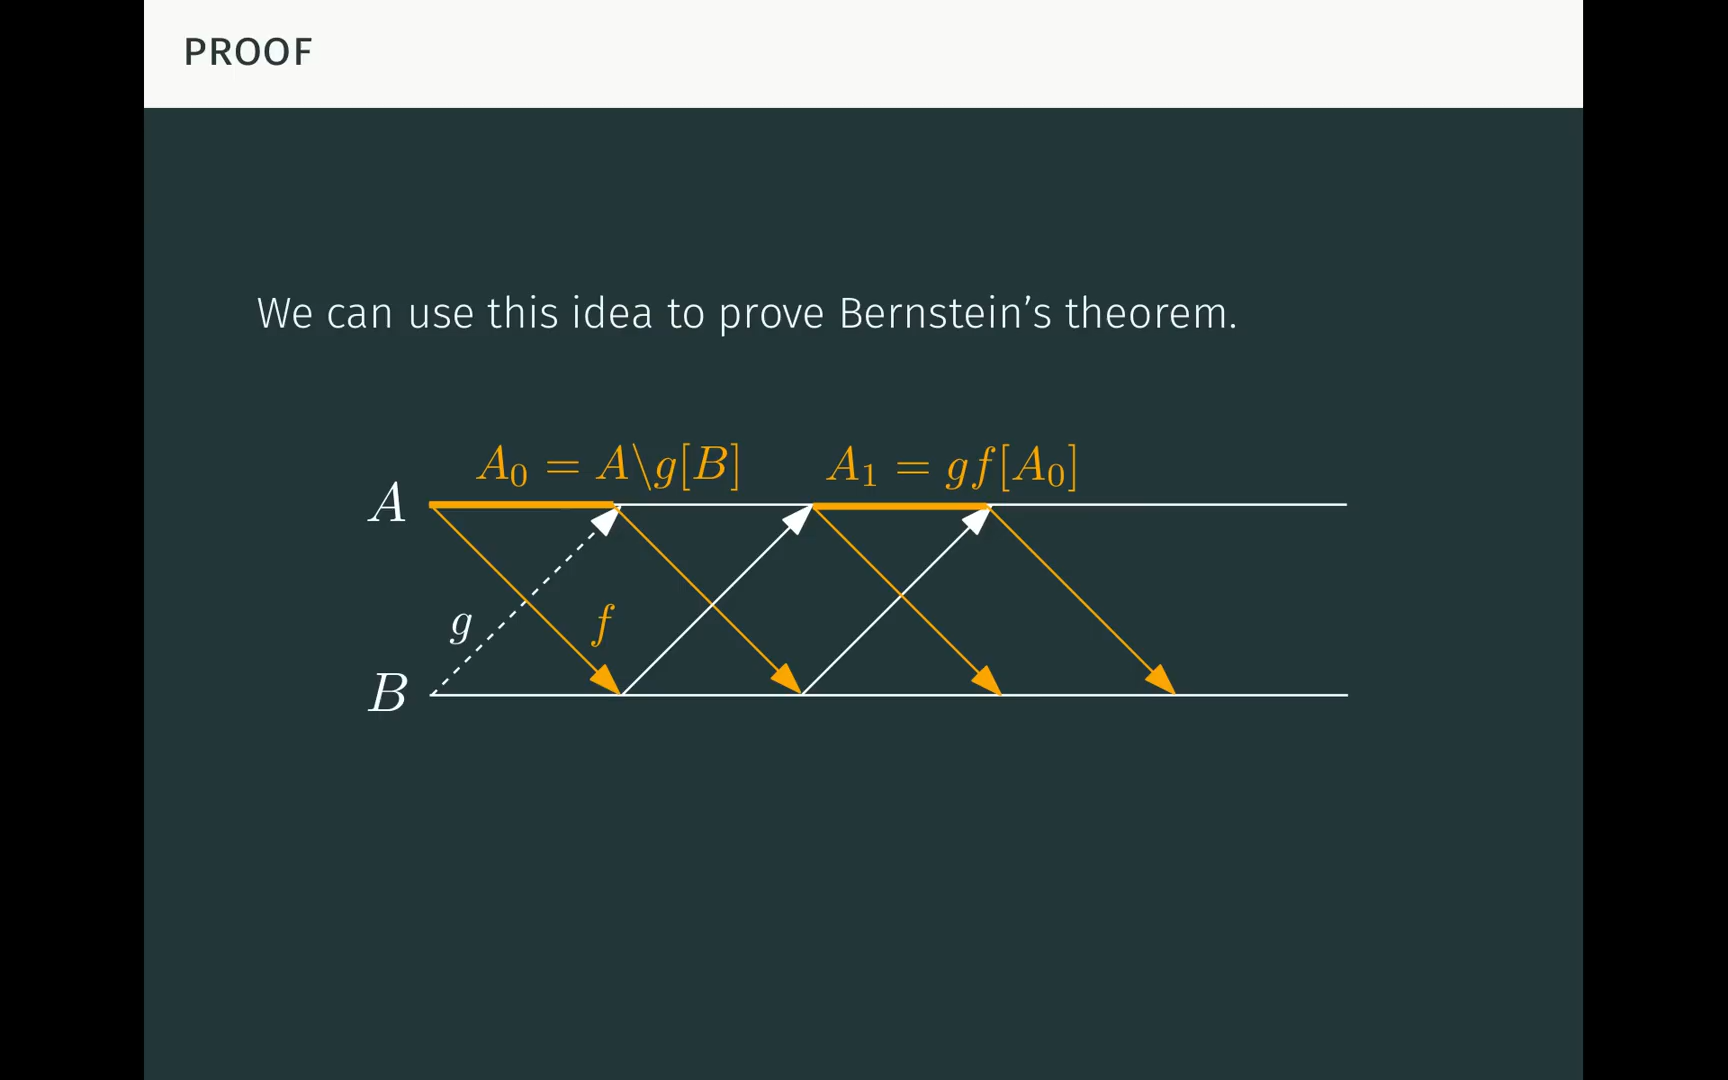 PROOF
We can use this idea to prove Bernstein’s theorem.
A₀ = A\g[B]
A₁ = gf[A₀]
A
g
f
B